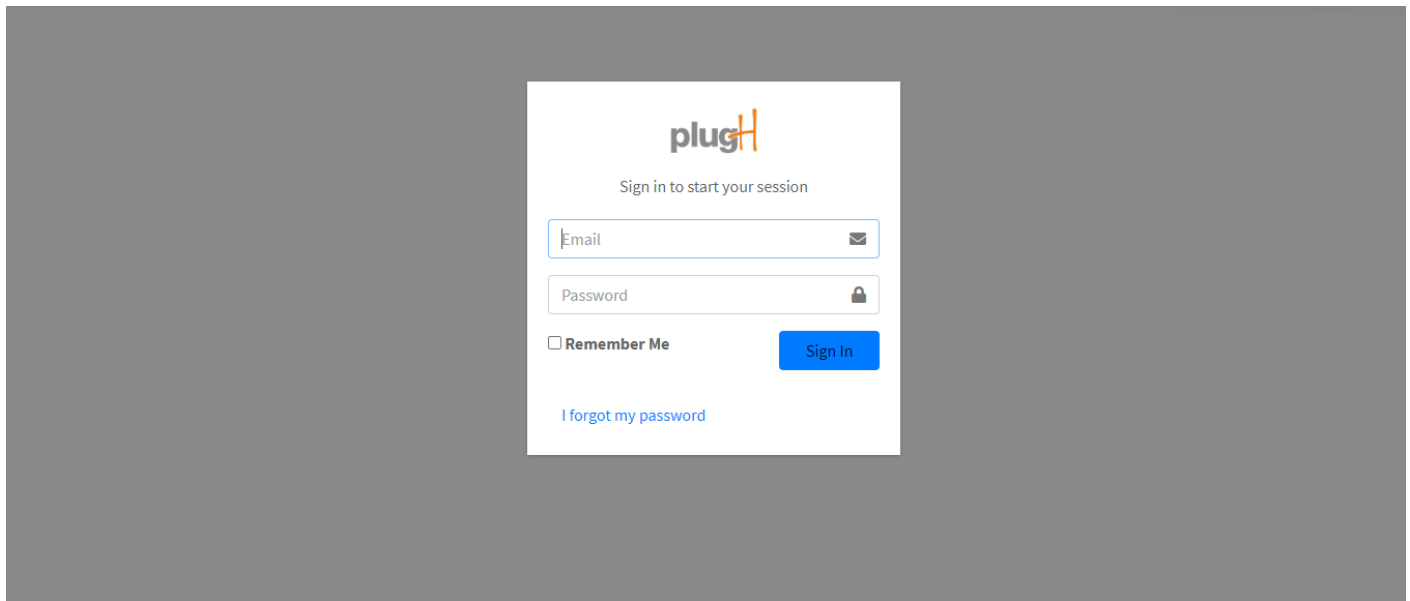 plugH
Sign in to start your session
Email
Password
Remember Me
Sign In
I forgot my password